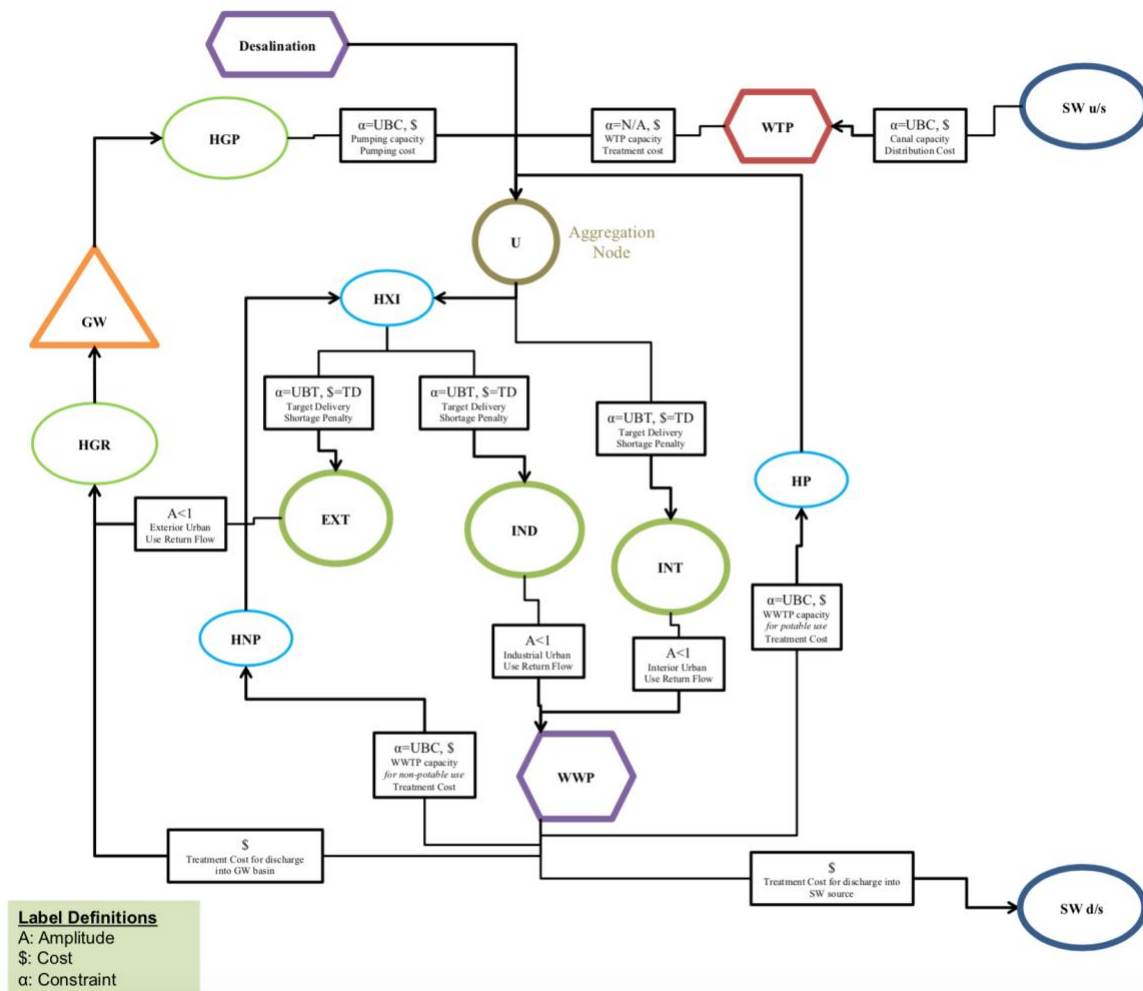 Desalination
SW u/s
HGP
α=UBC, $
Pumping capacity
Pumping cost
α=N/A, $
WTP capacity
Treatment cost
WTP
α=UBC, $
Canal capacity
Distribution Cost
U
Aggregation
Node
HXI
GW
α=UBT, $=TD
Target Delivery
Shortage Penalty
α=UBT, $=TD
Target Delivery
Shortage Penalty
α=UBT, $=TD
Target Delivery
Shortage Penalty
HGR
HP
A<1
Exterior Urban
Use Return Flow
EXT
IND
INT
HNP
A<1
Industrial Urban
Use Return Flow
A<1
Interior Urban
Use Return Flow
α=UBC, $
WWTP capacity
for potable use
Treatment Cost
α=UBC, $
WWTP capacity
for non-potable use
Treatment Cost
WWP
$
Treatment Cost for discharge
into GW basin
$
Treatment Cost for discharge into
SW source
SW d/s
Label Definitions
A: Amplitude
$: Cost
α: Constraint